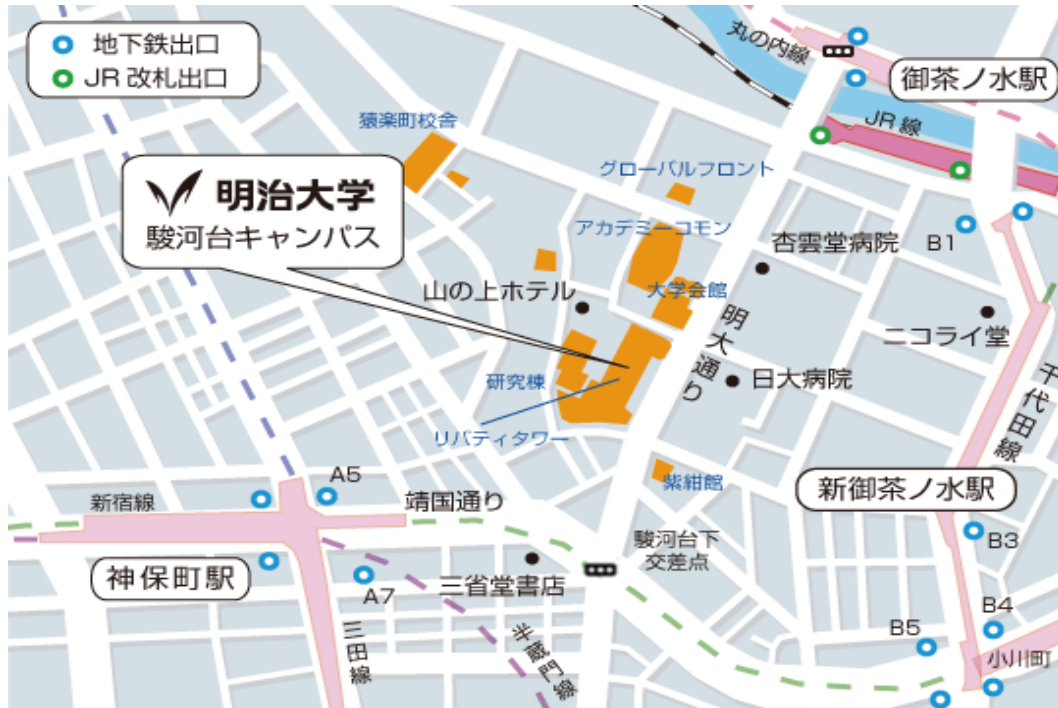 地下鉄出口
JR 改札出口
丸の内線
御茶ノ水駅
JR 線
猿楽町校舎
グローバルフロント
明治大学
駿河台キャンパス
アカデミーコモン
杏雲堂病院
B1
山の上ホテル
大学会館
明大通り
ニコライ堂
研究棟
日大病院
千代田線
リバティタワー
A5
紫紺館
新御茶ノ水駅
新宿線
靖国通り
駿河台下
交差点
B3
神保町駅
A7
三省堂書店
B4
B5
三田線
半蔵門線
小川町